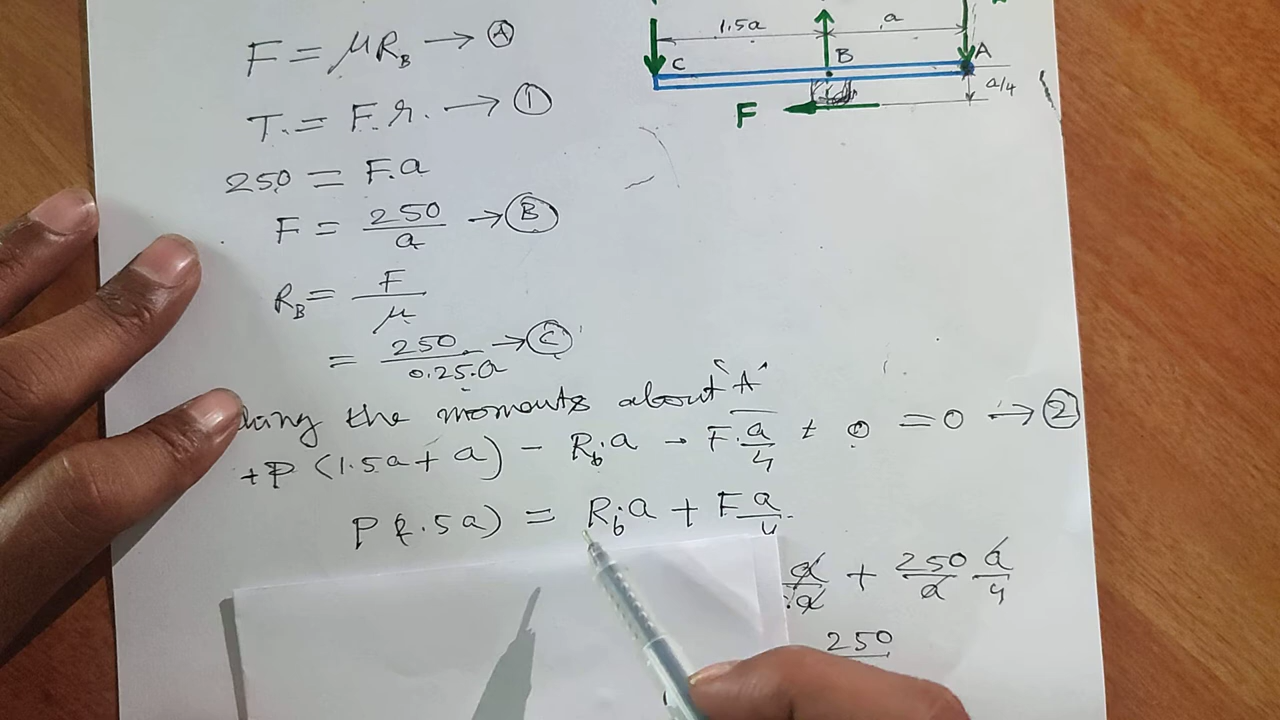 F = μR_B → Ⓐ
1.5a a
C B A
a/4
F
T. = F.r. → ①
250 = F.a
F = 250/a → Ⓑ
R_B = F/μ
= 250/0.25.a → Ⓒ
the moments about "A"
+P (1.5a + a) − R_b.a − F.a/4 ± 0 = 0 → ②
P(2.5a) = R_b.a + F a/4
+ 250/a a/4
250